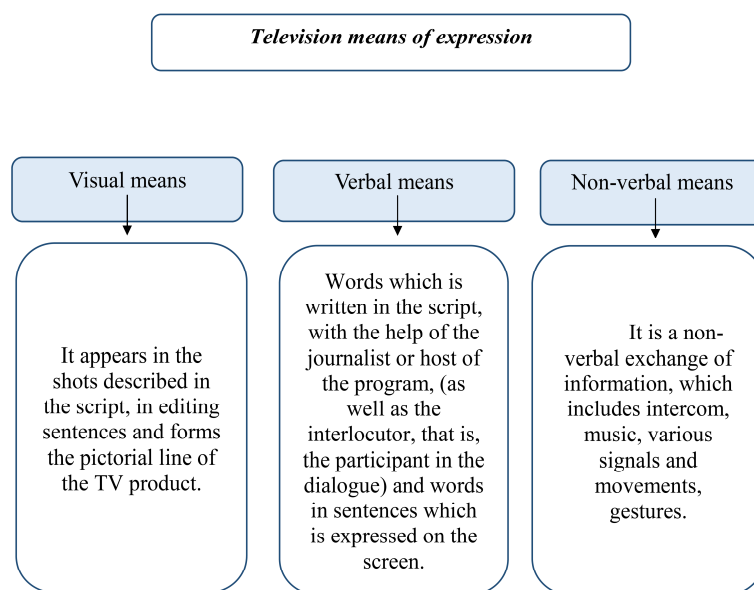 Television means of expression
Visual means
It appears in the
shots described in
the script, in editing
sentences and forms
the pictorial line of
the TV product.
Verbal means
Words which is
written in the script,
with the help of the
journalist or host of
the program, (as
well as the
interlocutor, that is,
the participant in the
dialogue) and words
in sentences which
is expressed on the
screen.
Non-verbal means
It is a non-
verbal exchange of
information, which
includes intercom,
music, various
signals and
movements,
gestures.